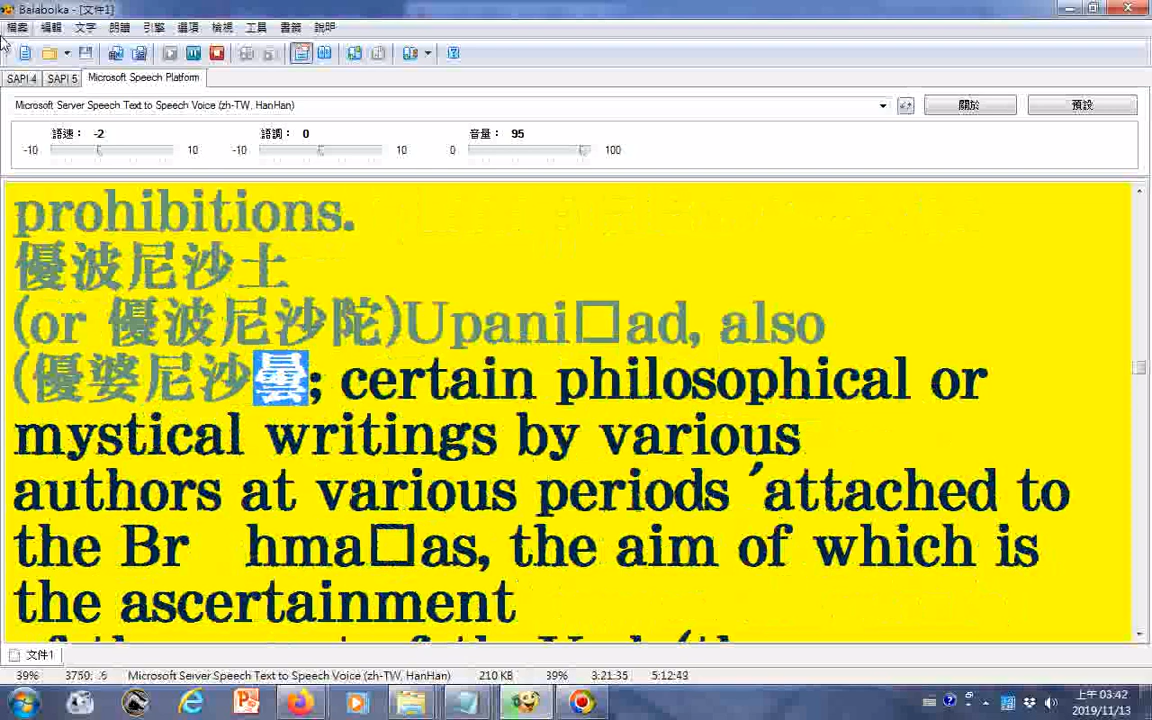 Balabolka - [文件1]
檔案 編輯 文字 朗讀 引擎 選項 檢視 工具 書籤 說明
SAPI 4 SAPI 5 Microsoft Speech Platform
Microsoft Server Speech Text to Speech Voice (zh-TW, HanHan) 關於 預設
語速： -2 語調： 0 音量： 95
-10 10 -10 10 0 100
prohibitions.
優波尼沙土
(or 優波尼沙陀)Upani□ad, also
(優婆尼沙曇; certain philosophical or
mystical writings by various
authors at various periods ′attached to
the Br hma□as, the aim of which is
the ascertainment
文件1
39% Microsoft Server Speech Text to Speech Voice (zh-TW, HanHan) 210 KB 39% 3:21:35 5:12:43
上午 03:42
2019/11/13